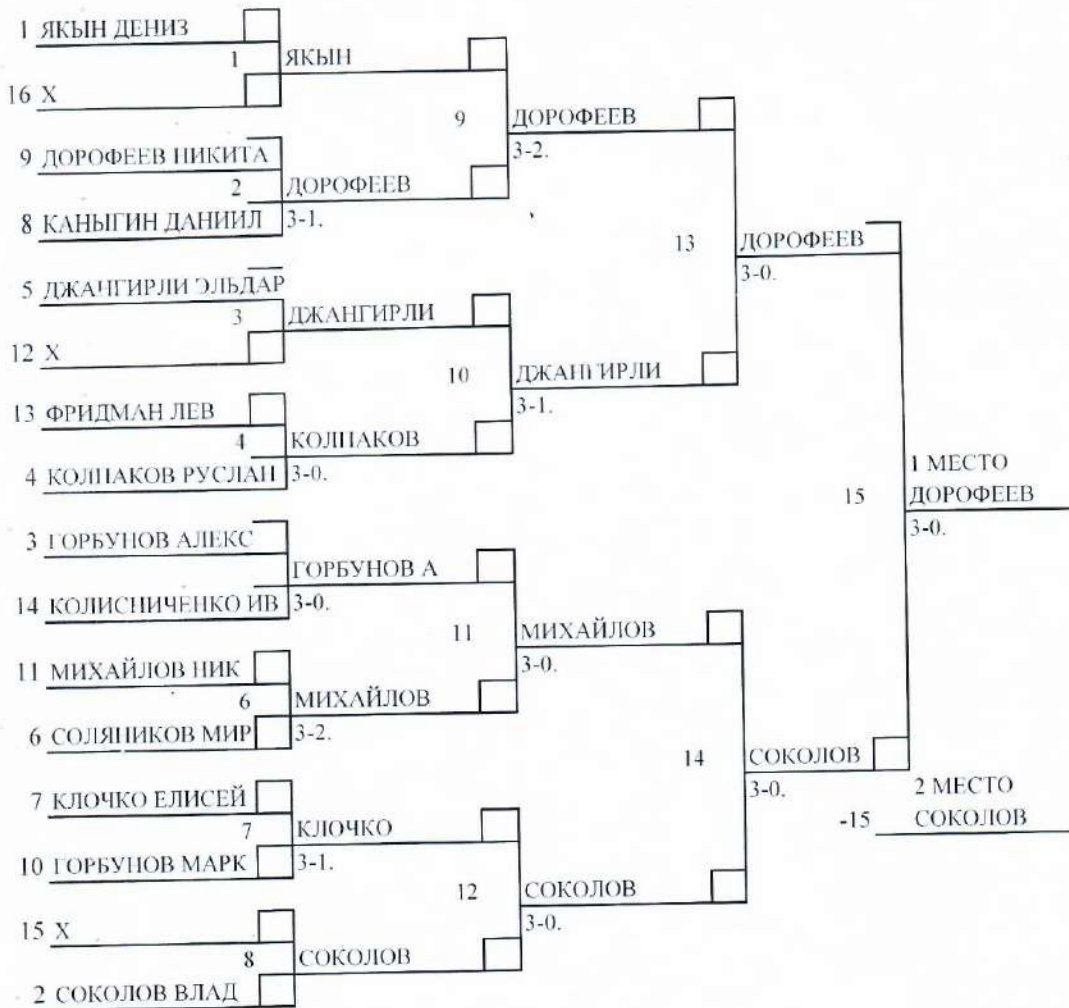 1 ЯКЫН ДЕНИЗ
1 ЯКЫН
16 X
9 ДОРОФЕЕВ
3-2.
9 ДОРОФЕЕВ НИКИТА
2 ДОРОФЕЕВ
8 КАНЫГИН ДАНИИЛ 3-1.
13 ДОРОФЕЕВ
3-0.
5 ДЖАНГИРЛИ ЭЛЬДАР
3 ДЖАНГИРЛИ
12 X
10 ДЖАНГИРЛИ
3-1.
13 ФРИДМАН ЛЕВ
4 КОЛПАКОВ
4 КОЛПАКОВ РУСЛАН 3-0.
1 МЕСТО
15 ДОРОФЕЕВ
3-0.
3 ГОРБУНОВ АЛЕКС
ГОРБУНОВ А
14 КОЛИСНИЧЕНКО ИВ 3-0.
11 МИХАЙЛОВ
3-0.
11 МИХАЙЛОВ НИК
6 МИХАЙЛОВ
6 СОЛЯНИКОВ МИР 3-2.
14 СОКОЛОВ
3-0.
2 МЕСТО
-15 СОКОЛОВ
7 КЛОЧКО ЕЛИСЕЙ
7 КЛОЧКО
10 ГОРБУНОВ МАРК 3-1.
12 СОКОЛОВ
3-0.
15 X
8 СОКОЛОВ
2 СОКОЛОВ ВЛАД